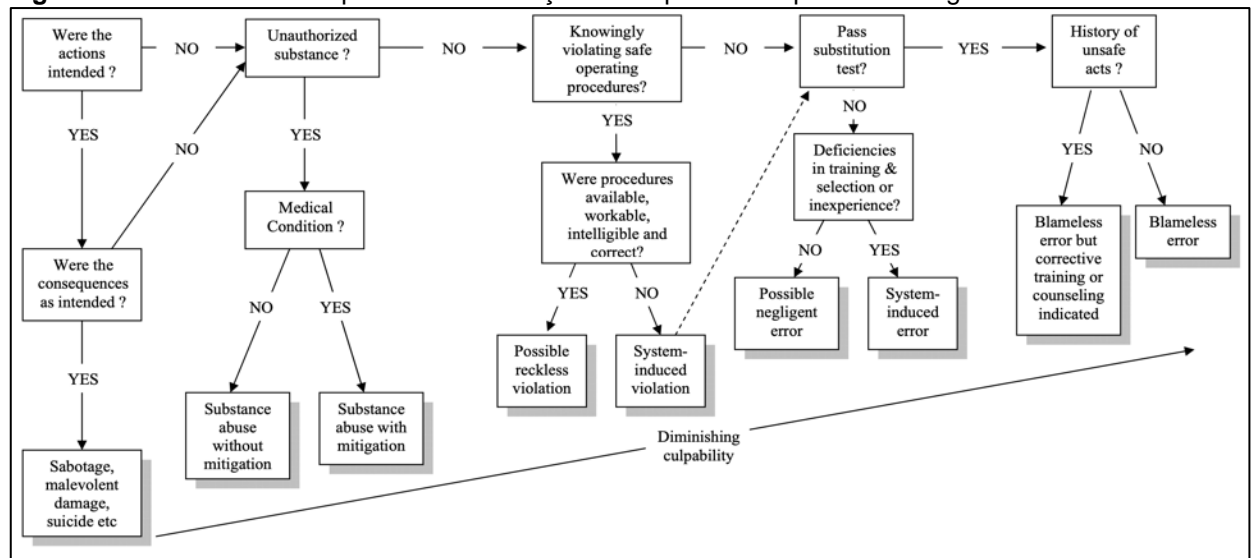 Were the
actions
intended ?
NO
Unauthorized
substance ?
NO
Knowingly
violating safe
operating
procedures?
NO
Pass
substitution
test?
YES
History of
unsafe
acts ?
YES
NO
YES
YES
NO
YES
NO
Medical
Condition ?
Were procedures
available,
workable,
intelligible and
correct?
Deficiencies
in training &
selection or
inexperience?
Were the
consequences
as intended ?
NO
YES
YES
NO
NO
YES
Blameless
error but
corrective
training or
counseling
indicated
Blameless
error
Possible
negligent
error
System-
induced
error
Possible
reckless
violation
System-
induced
violation
YES
Substance
abuse
without
mitigation
Substance
abuse with
mitigation
Diminishing
culpability
Sabotage,
malevolent
damage,
suicide etc